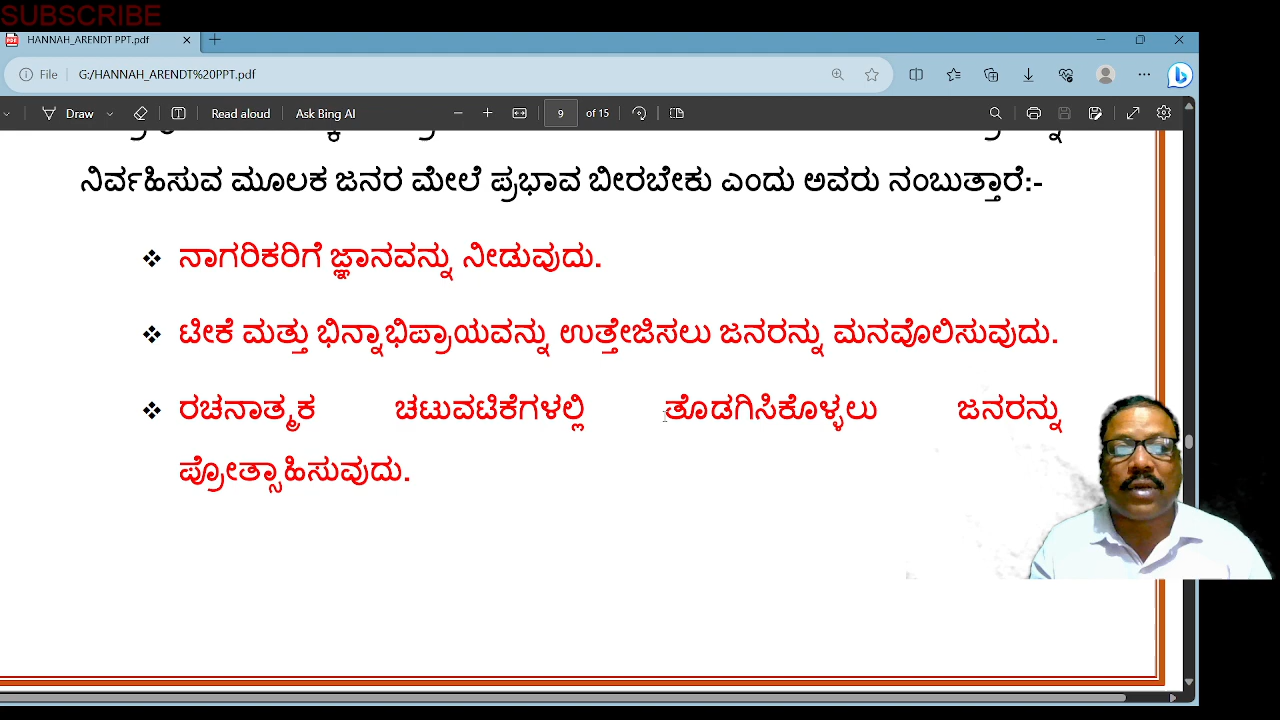 SUBSCRIBE
HANNAH_ARENDT PPT.pdf
File G:/HANNAH_ARENDT%20PPT.pdf
Draw Read aloud Ask Bing AI 9 of 15
ನಿರ್ವಹಿಸುವ ಮೂಲಕ ಜನರ ಮೇಲೆ ಪ್ರಭಾವ ಬೀರಬೇಕು ಎಂದು ಅವರು ನಂಬುತ್ತಾರೆ:-
❖ ನಾಗರಿಕರಿಗೆ ಜ್ಞಾನವನ್ನು ನೀಡುವುದು.
❖ ಟೀಕೆ ಮತ್ತು ಭಿನ್ನಾಭಿಪ್ರಾಯವನ್ನು ಉತ್ತೇಜಿಸಲು ಜನರನ್ನು ಮನವೊಲಿಸುವುದು.
❖ ರಚನಾತ್ಮಕ ಚಟುವಟಿಕೆಗಳಲ್ಲಿ ತೊಡಗಿಸಿಕೊಳ್ಳಲು ಜನರನ್ನು
ಪ್ರೋತ್ಸಾಹಿಸುವುದು.